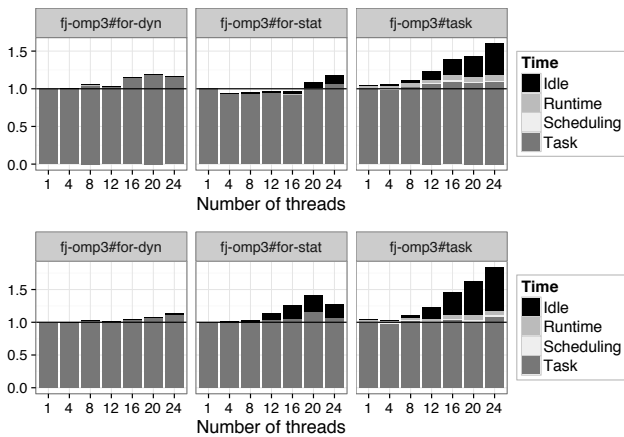 fj-omp3#for-dyn fj-omp3#for-stat fj-omp3#task
1.5
1.0
0.5
0.0
1 4 8 12 16 20 24 1 4 8 12 16 20 24 1 4 8 12 16 20 24
Number of threads
Time
Idle
Runtime
Scheduling
Task
fj-omp3#for-dyn fj-omp3#for-stat fj-omp3#task
1.5
1.0
0.5
0.0
1 4 8 12 16 20 24 1 4 8 12 16 20 24 1 4 8 12 16 20 24
Number of threads
Time
Idle
Runtime
Scheduling
Task